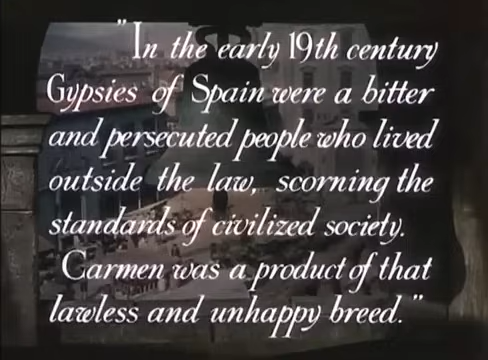 "In the early 19th century
Gypsies of Spain were a bitter
and persecuted people who lived
outside the law, scorning the
standards of civilized society.
Carmen was a product of that
lawless and unhappy breed."